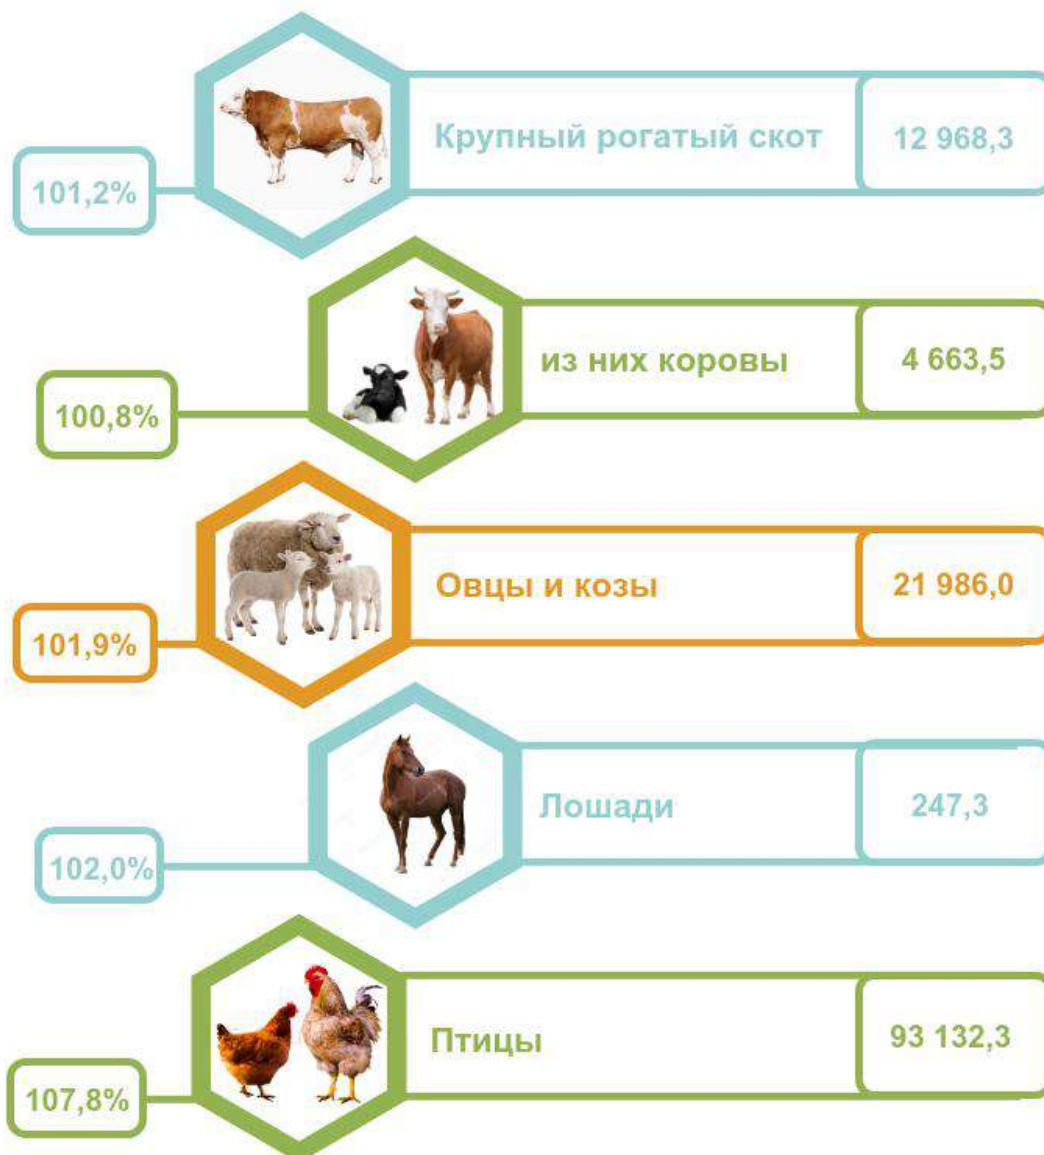 Крупный рогатый скот
12 968,3
101,2%
из них коровы
4 663,5
100,8%
Овцы и козы
21 986,0
101,9%
Лошади
247,3
102,0%
Птицы
93 132,3
107,8%